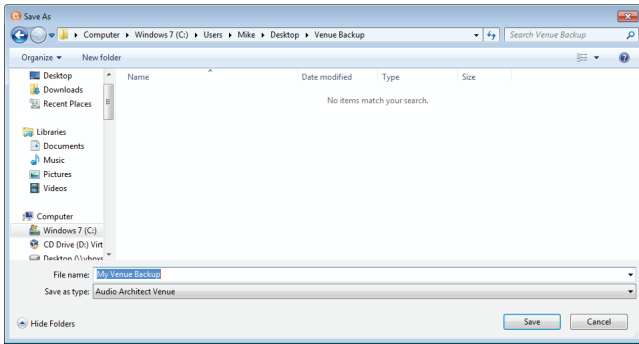 Save As
Computer ▸ Windows 7 (C:) ▸ Users ▸ Mike ▸ Desktop ▸ Venue Backup
Search Venue Backup
Organize
New folder
Name Date modified Type Size
No items match your search.
Desktop
Downloads
Recent Places
Libraries
Documents
Music
Pictures
Videos
Computer
Windows 7 (C:)
CD Drive (D:) Virt
Desktop (\\vboxs
File name: My Venue Backup
Save as type: Audio Architect Venue
Hide Folders
Save
Cancel